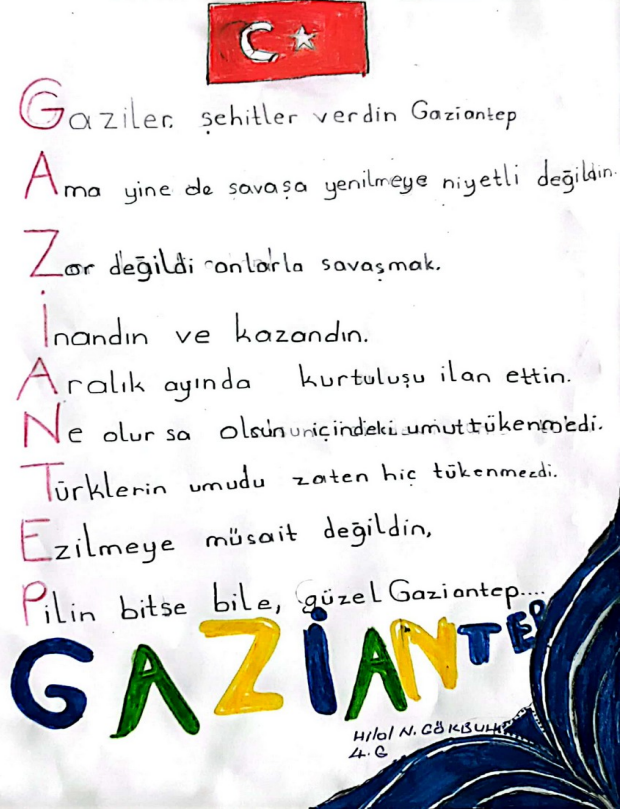 Gaziler şehitler verdin Gaziantep
Ama yine de savaşa yenilmeye niyetli değildin.
Zor değildi onlarla savaşmak.
İnandın ve kazandın.
Aralık ayında kurtuluşu ilan ettin.
Ne olursa olsun içindeki umut tükenmedi.
Türklerin umudu zaten hiç tükenmezdi.
Ezilmeye müsait değildin,
Pilin bitse bile, güzel Gaziantep....
GAZİANTEP
Hilal N.
4.G